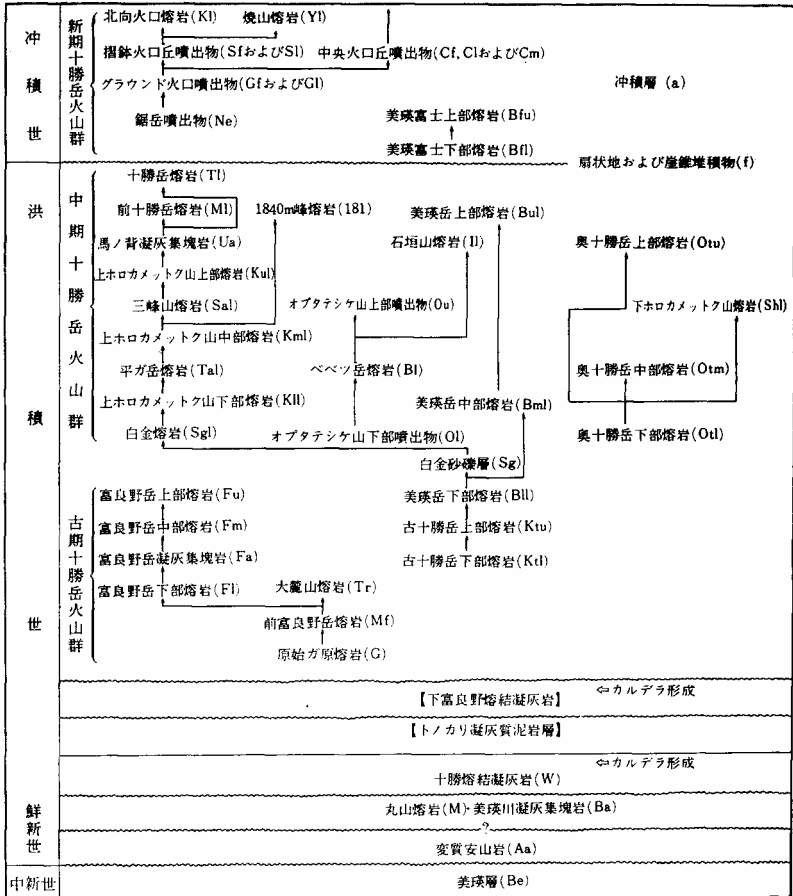 冲積世
新期十勝岳火山群
北向火口熔岩(Kl) 焼山熔岩(Yl)
摺鉢火口丘噴出物(SfおよびSl) 中央火口丘噴出物(Cf, ClおよびCm)
グラウンド火口噴出物(GfおよびGl) 冲積層(a)
鋸岳噴出物(Ne) 美瑛富士上部熔岩(Bfu)
美瑛富士下部熔岩(Bfl)
扇状地および崖錐堆積物(f)
洪積世
中期十勝岳火山群
十勝岳熔岩(Tl)
前十勝岳熔岩(Ml) 1840m峰熔岩(181) 美瑛岳上部熔岩(Bul)
馬ノ背凝灰集塊岩(Ua) 石垣山熔岩(Il) 奥十勝岳上部熔岩(Otu)
上ホロカメットク山上部熔岩(Kul)
三峰山熔岩(Sal) オプタテシケ山上部噴出物(Ou) 下ホロカメットク山熔岩(Shl)
上ホロカメットク山中部熔岩(Kml)
平ガ岳熔岩(Tal) ベベツ岳熔岩(Bl) 奥十勝岳中部熔岩(Otm)
上ホロカメットク山下部熔岩(Kll) 美瑛岳中部熔岩(Bml)
白金熔岩(Sgl) オプタテシケ山下部噴出物(Ol) 奥十勝岳下部熔岩(Otl)
白金砂礫層(Sg)
古期十勝岳火山群
富良野岳上部熔岩(Fu) 美瑛岳下部熔岩(Bll)
富良野岳中部熔岩(Fm) 古十勝岳上部熔岩(Ktu)
富良野岳凝灰集塊岩(Fa) 古十勝岳下部熔岩(Ktl)
富良野岳下部熔岩(Fl) 大麓山熔岩(Tr)
前富良野岳熔岩(Mf)
原始ガ原熔岩(G)
【下富良野熔結凝灰岩】 ⇦カルデラ形成
【トノカリ凝灰質泥岩層】
⇦カルデラ形成
十勝熔結凝灰岩(W)
鮮新世
丸山熔岩(M)・美瑛川凝灰集塊岩(Ba)
?
変質安山岩(Aa)
中新世 美瑛層(Be)